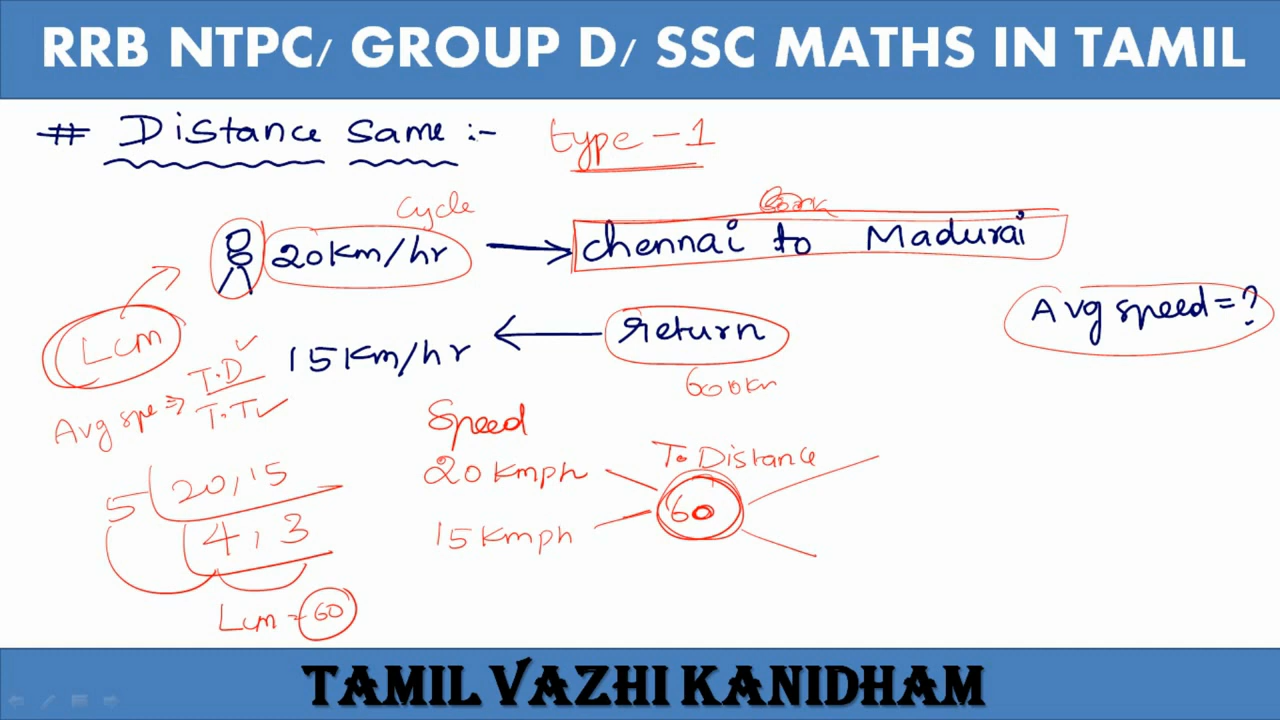 RRB NTPC/ GROUP D/ SSC MATHS IN TAMIL
# Distance Same :-
type - 1
Cycle
20Km/hr → Chennai to Madurai
Avg speed = ?
Lcm
15Km/hr ← return
600km
Avg spe ⇒ T.D / T.T
Speed
20 Kmph
To Distance
60
15 Kmph
5 20, 15
4, 3
Lcm = 60
TAMIL VAZHI KANIDHAM